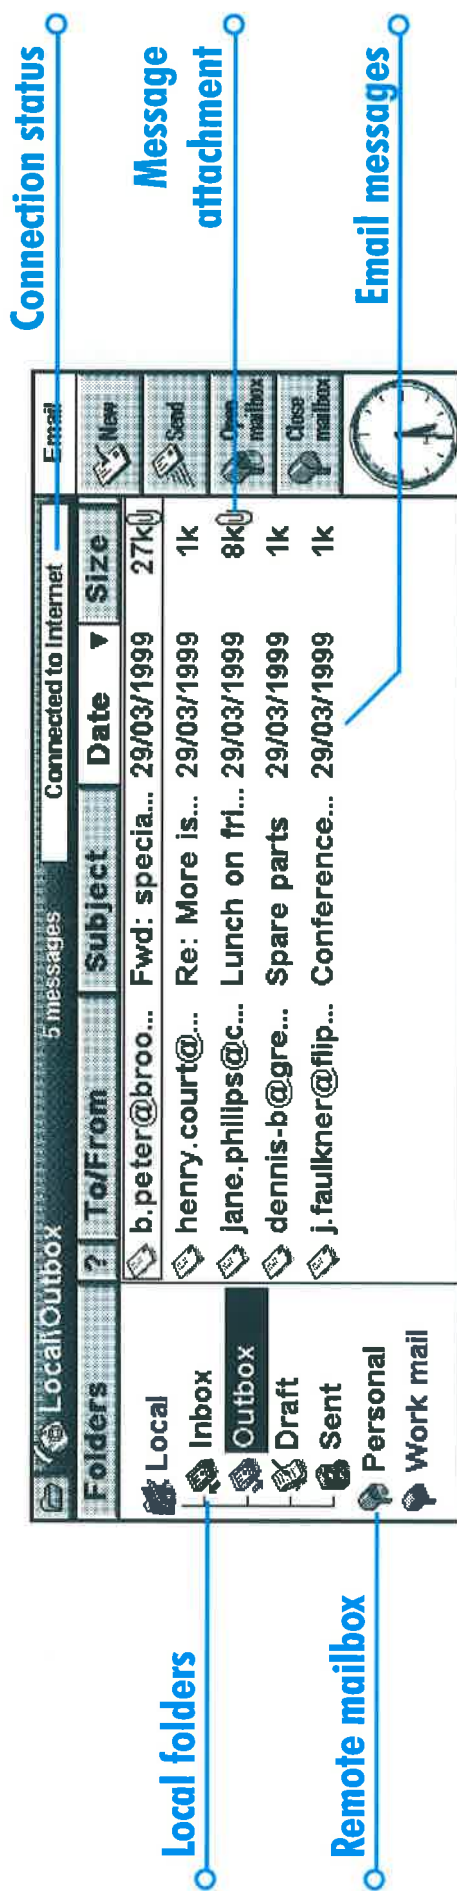 Connection status
Message
attachment
Email messages
Local folders
Remote mailbox
Local\Outbox 5 messages Connected to Internet Email
Folders ? To/From Subject Date Size
Local
Inbox
Outbox
Draft
Sent
Personal
Work mail
b.peter@broo... Fwd: specia... 29/03/1999 27k
henry.court@... Re: More is... 29/03/1999 1k
jane.philips@c... Lunch on fri... 29/03/1999 8k
dennis-b@gre... Spare parts 29/03/1999 1k
j.faulkner@flip... Conference... 29/03/1999 1k
New
Send
Open
mailbox
Close
mailbox